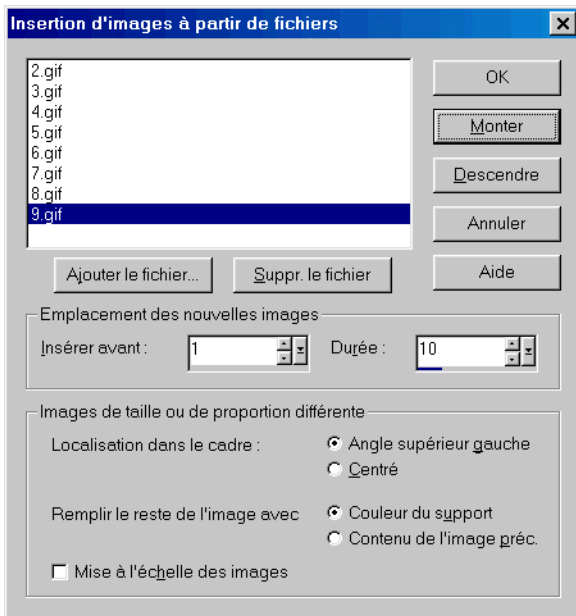 Insertion d'images à partir de fichiers
2.gif
3.gif
4.gif
5.gif
6.gif
7.gif
8.gif
9.gif
OK
Monter
Descendre
Annuler
Aide
Ajouter le fichier...
Suppr. le fichier
Emplacement des nouvelles images
Insérer avant : 1 Durée : 10
Images de taille ou de proportion différente
Localisation dans le cadre :
Angle supérieur gauche
Centré
Remplir le reste de l'image avec
Couleur du support
Contenu de l'image préc.
Mise à l'échelle des images